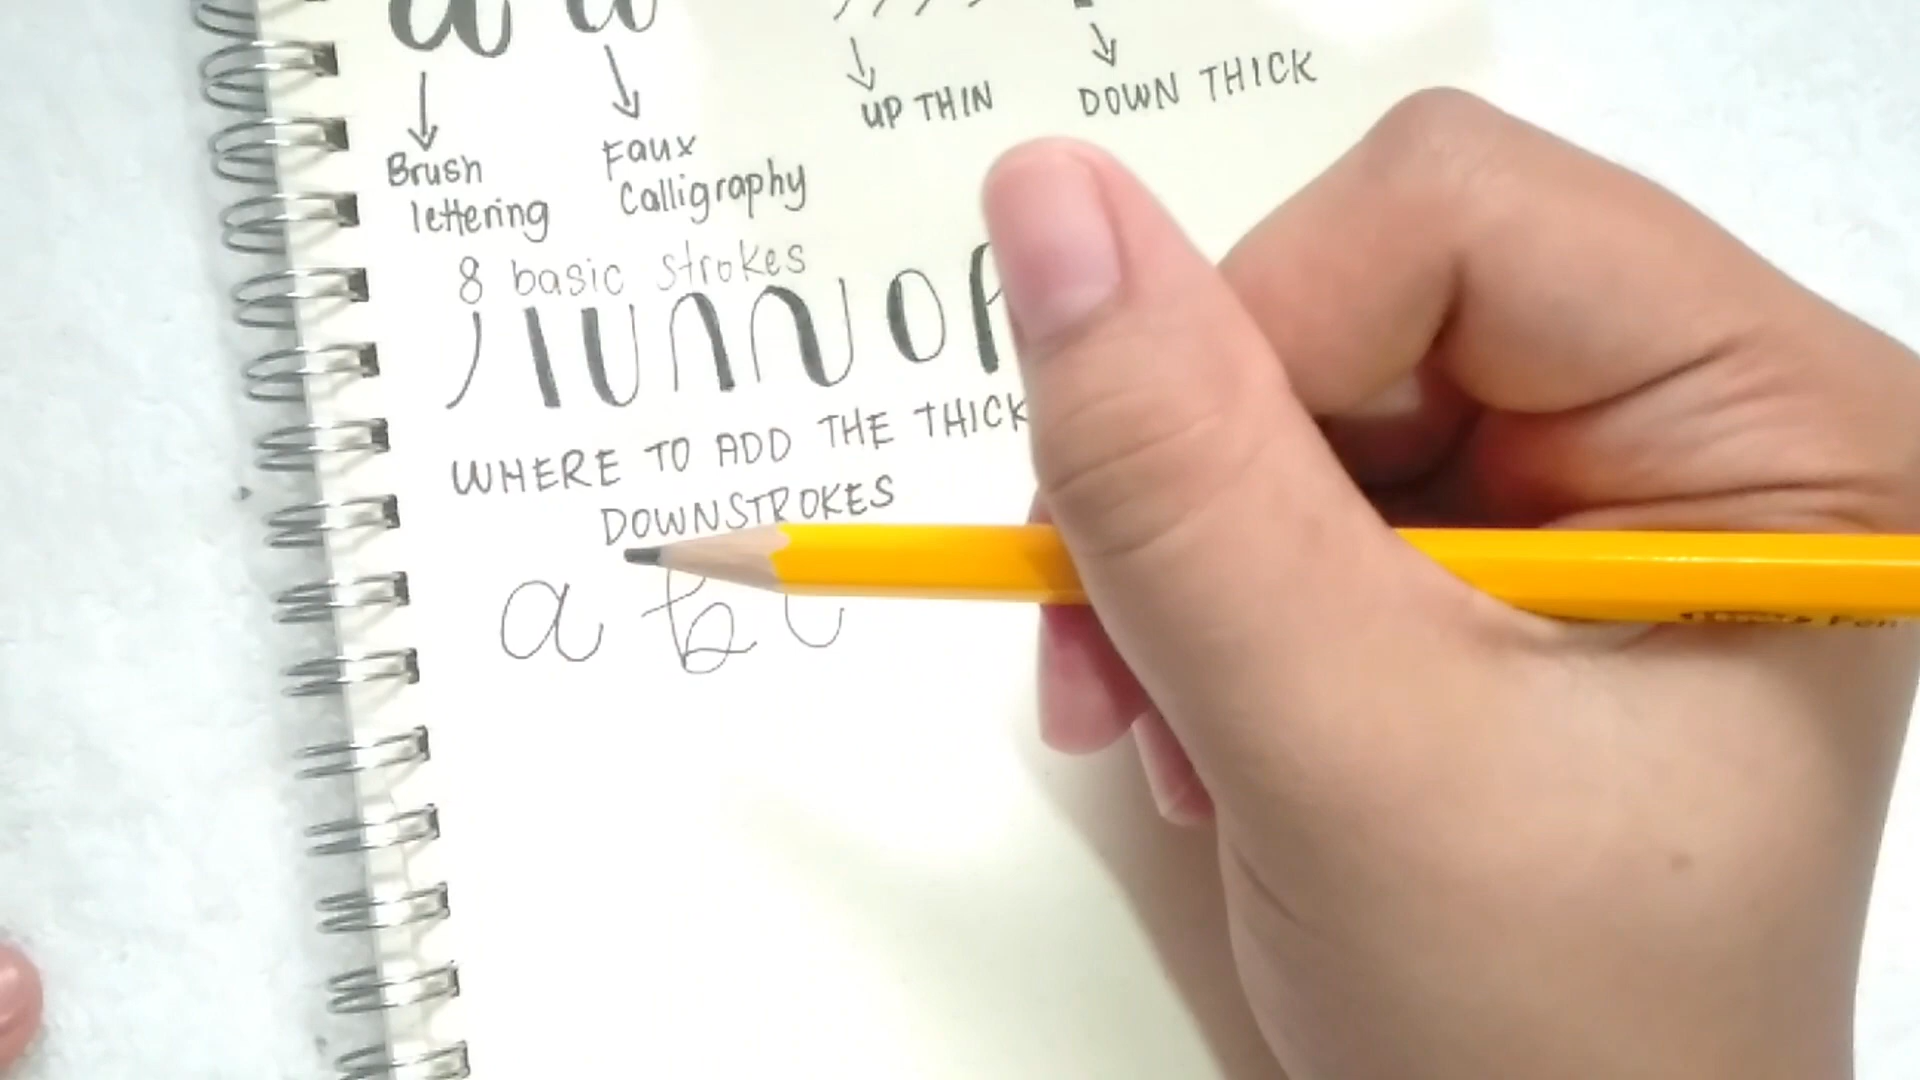 a a
UP THIN
DOWN THICK
Brush
lettering
Faux
Calligraphy
8 basic strokes
WHERE TO ADD THE THICK
DOWNSTROKES
a b c